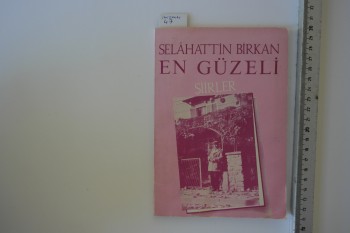 SELÂHATTİN BİRKAN
EN GÜZELİ
ŞİİRLER